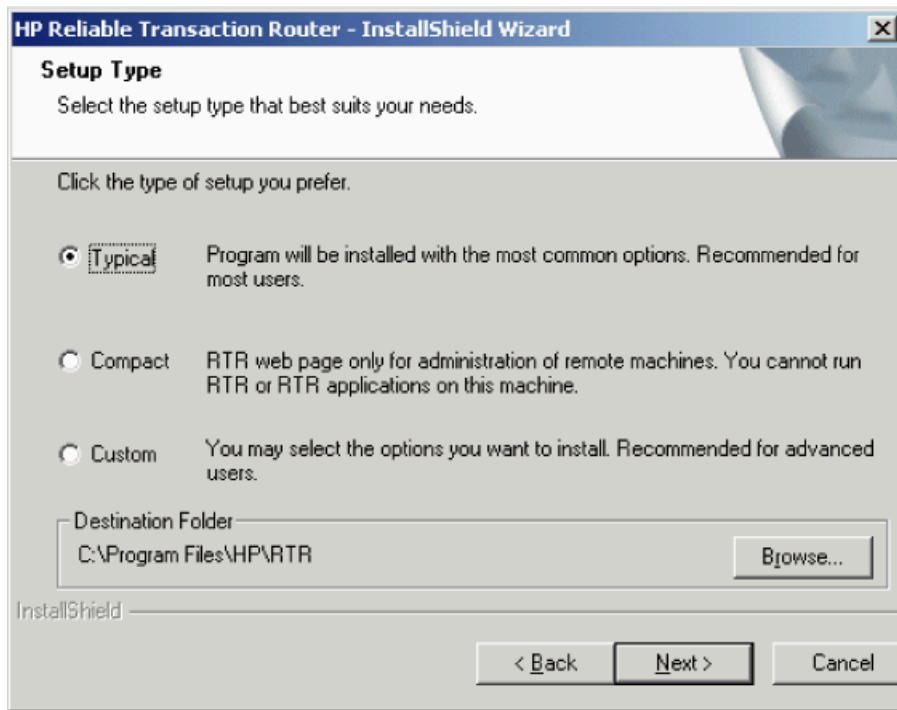 HP Reliable Transaction Router - InstallShield Wizard
Setup Type
Select the setup type that best suits your needs.
Click the type of setup you prefer.
Typical
Program will be installed with the most common options. Recommended for
most users.
Compact
RTR web page only for administration of remote machines. You cannot run
RTR or RTR applications on this machine.
Custom
You may select the options you want to install. Recommended for advanced
users.
Destination Folder
C:\Program Files\HP\RTR
Browse...
InstallShield
< Back
Next >
Cancel